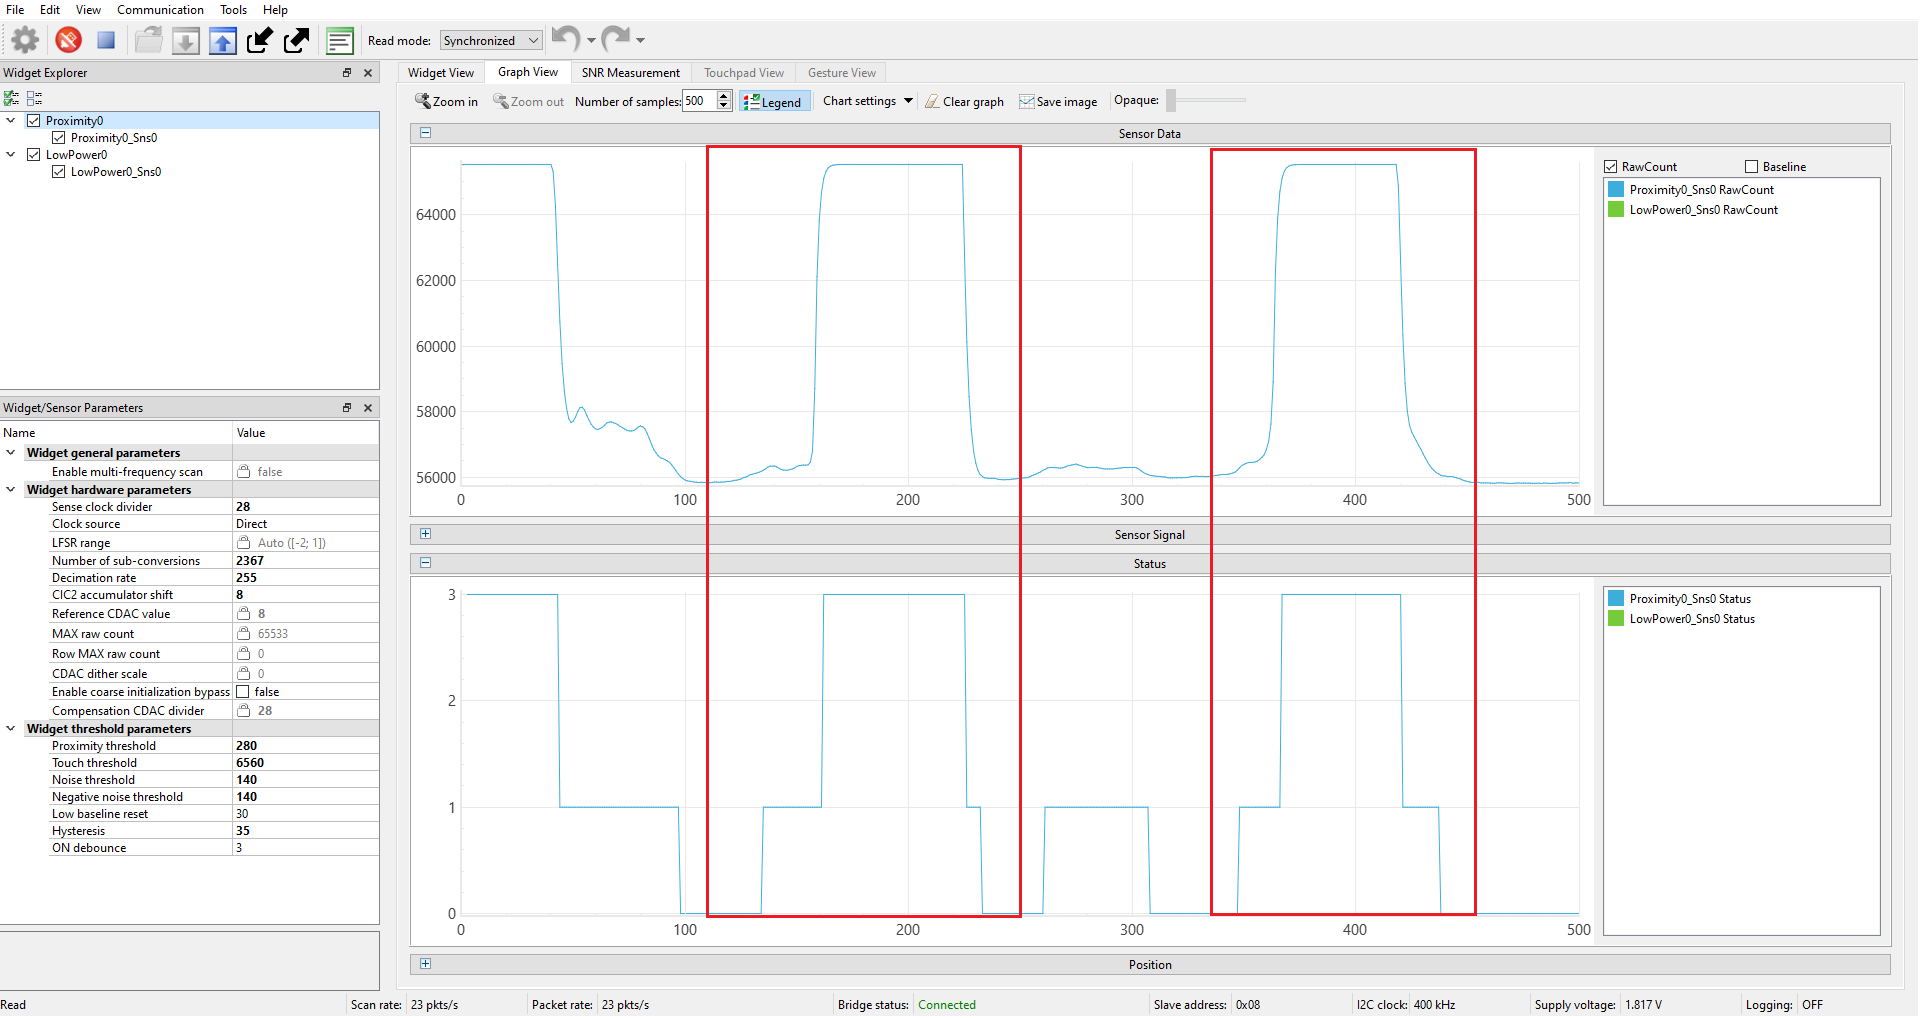 File Edit View Communication Tools Help
Read mode: Synchronized
Widget Explorer
Proximity0
Proximity0_Sns0
LowPower0
LowPower0_Sns0
Widget/Sensor Parameters
Name Value
Widget general parameters
Enable multi-frequency scan false
Widget hardware parameters
Sense clock divider 28
Clock source Direct
LFSR range Auto ([-2; 1])
Number of sub-conversions 2367
Decimation rate 255
CIC2 accumulator shift 8
Reference CDAC value 8
MAX raw count 65533
Row MAX raw count 0
CDAC dither scale 0
Enable coarse initialization bypass false
Compensation CDAC divider 28
Widget threshold parameters
Proximity threshold 280
Touch threshold 6560
Noise threshold 140
Negative noise threshold 140
Low baseline reset 30
Hysteresis 35
ON debounce 3
Widget View Graph View SNR Measurement Touchpad View Gesture View
Zoom in Zoom out Number of samples: 500 Legend Chart settings Clear graph Save image Opaque:
Sensor Data
64000
62000
60000
58000
56000
0 100 200 300 400 500
RawCount Baseline
Proximity0_Sns0 RawCount
LowPower0_Sns0 RawCount
Sensor Signal
Status
3
2
1
0
0 100 200 300 400 500
Proximity0_Sns0 Status
LowPower0_Sns0 Status
Position
Read Scan rate: 23 pkts/s Packet rate: 23 pkts/s Bridge status: Connected Slave address: 0x08 I2C clock: 400 kHz Supply voltage: 1.817 V Logging: OFF